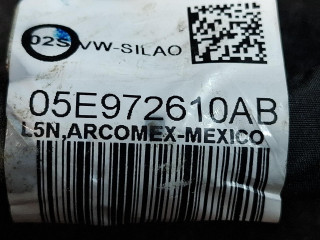 02S VW-SILAO
05E972610AB
L5N,ARCOMEX-MEXICO